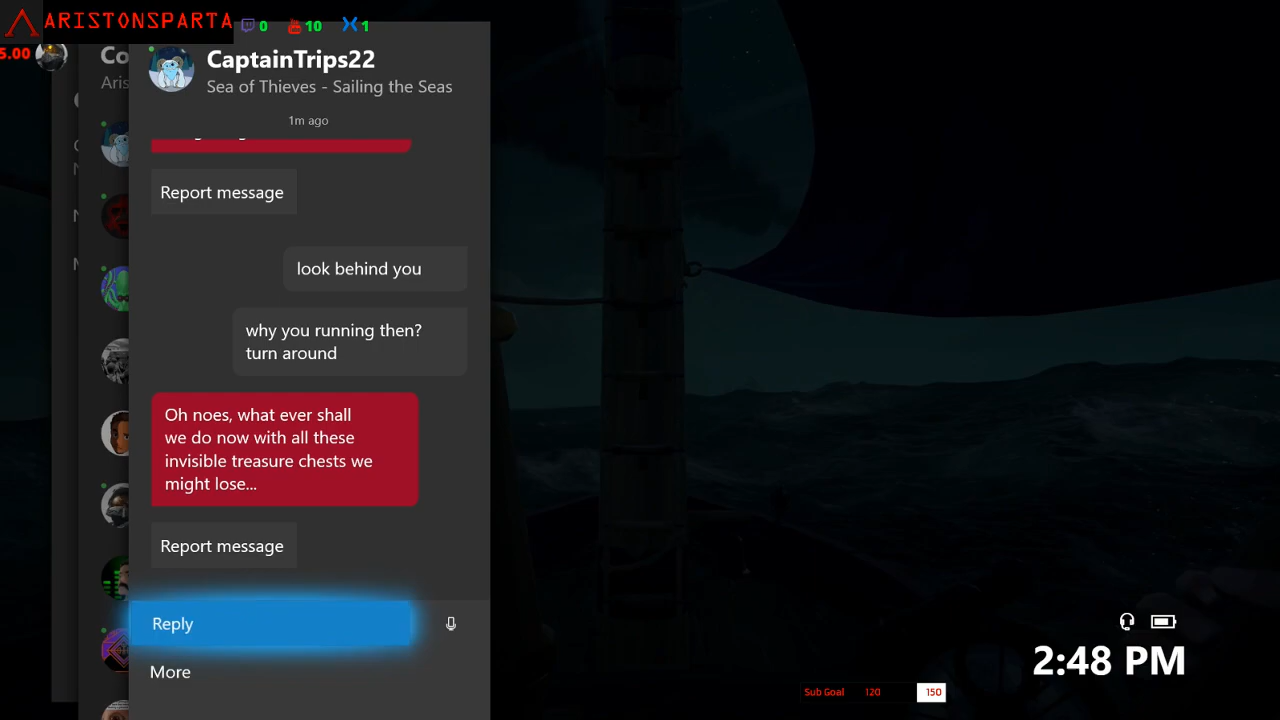 ARISTONSPARTA
0
10
1
5.00
Co
Aris
CaptainTrips22
Sea of Thieves - Sailing the Seas
1m ago
Report message
look behind you
why you running then?
turn around
Oh noes, what ever shall
we do now with all these
invisible treasure chests we
might lose...
Report message
Reply
More
2:48 PM
Sub Goal 120 150